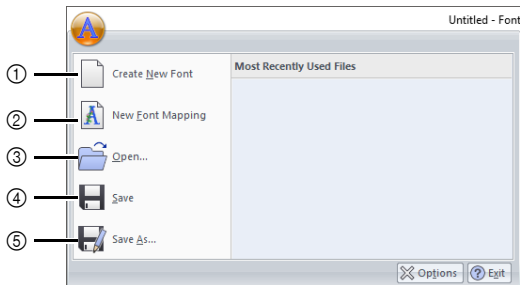 Untitled - Font
① Create New Font
Most Recently Used Files
② New Font Mapping
③ Open...
④ Save
⑤ Save As...
Options
Exit